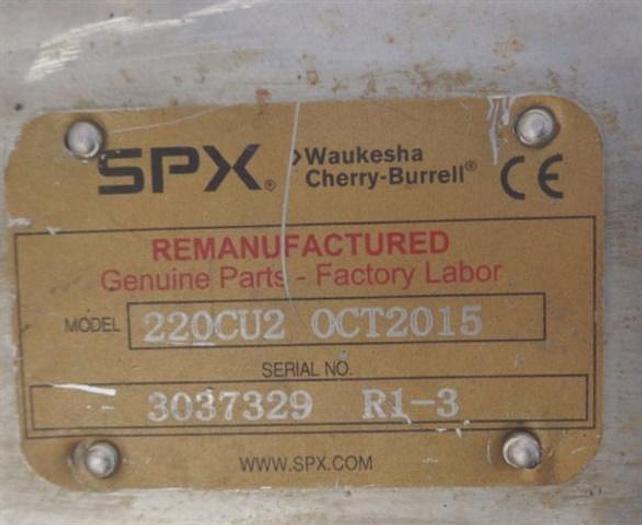 SPX® Waukesha Cherry-Burrell® CE
REMANUFACTURED
Genuine Parts - Factory Labor
MODEL 220CU2 OCT2015
SERIAL NO.
3037329 R1-3
WWW.SPX.COM